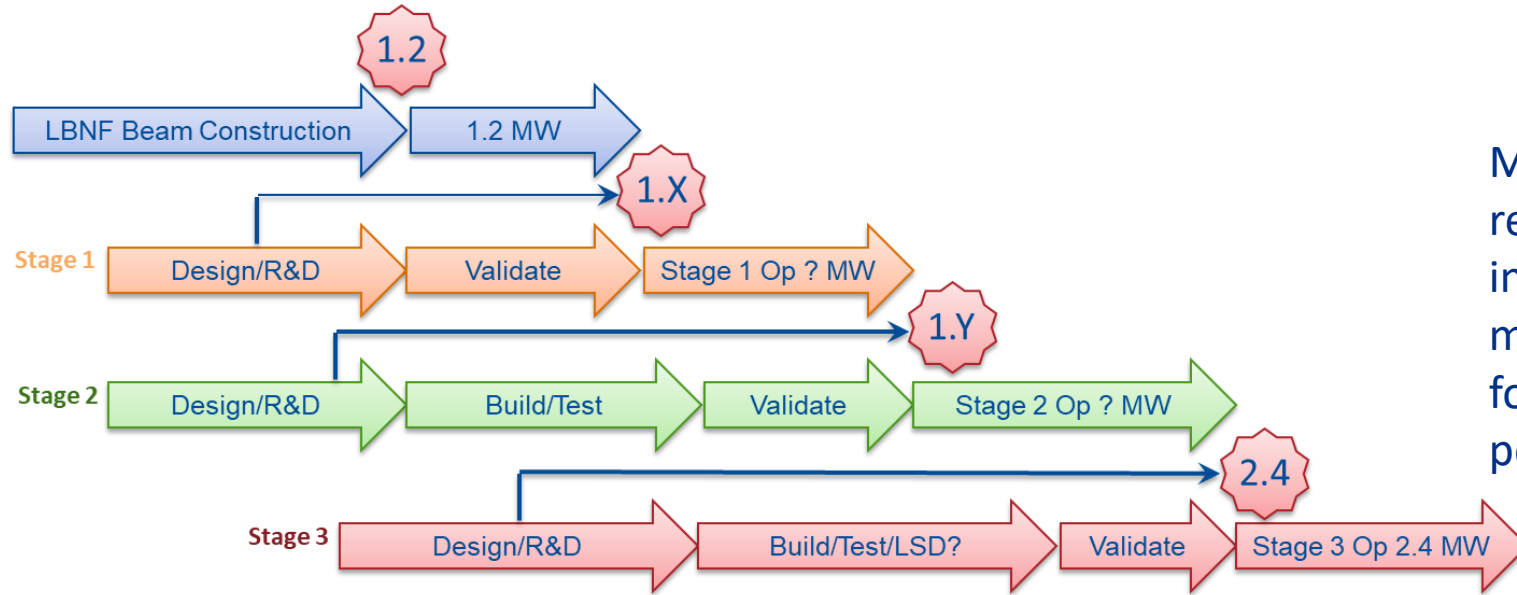 1.2
LBNF Beam Construction
1.2 MW
1.X
Stage 1
Design/R&D
Validate
Stage 1 Op ? MW
1.Y
Stage 2
Design/R&D
Build/Test
Validate
Stage 2 Op ? MW
2.4
Stage 3
Design/R&D
Build/Test/LSD?
Validate
Stage 3 Op 2.4 MW